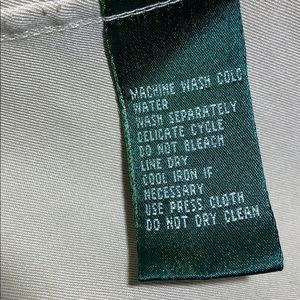 MACHINE WASH COLD
WATER
WASH SEPARATELY
DELICATE CYCLE
DO NOT BLEACH
LINE DRY
COOL IRON IF
NECESSARY
USE PRESS CLOTH
DO NOT DRY CLEAN